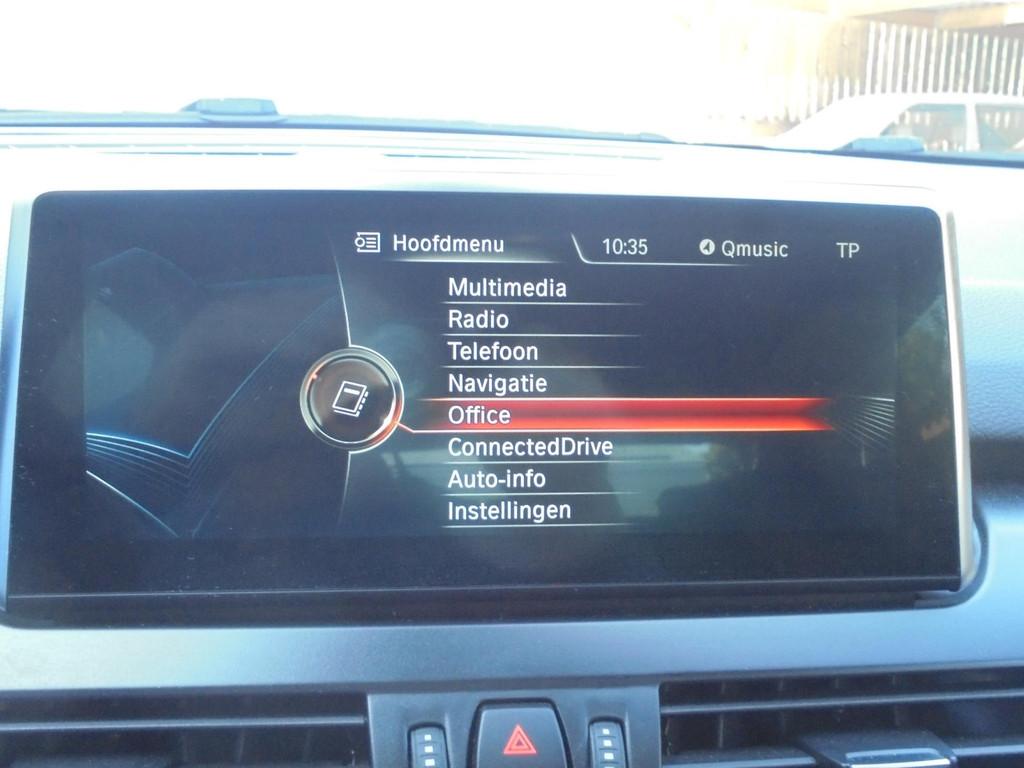 Hoofdmenu 10:35 Qmusic TP
Multimedia
Radio
Telefoon
Navigatie
Office
ConnectedDrive
Auto-info
Instellingen